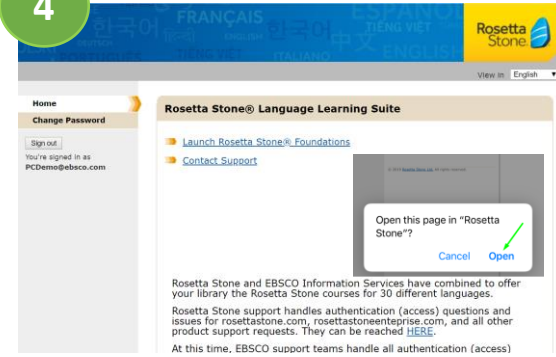 4
한국어
FRANÇAIS
ESPAÑOL
TIẾNG VIỆT
中文
ENGLISH
ITALIANO
Rosetta
Stone
View in English
Home
Change Password
Sign out
You're signed in as
PCDemo@ebsco.com
Rosetta Stone® Language Learning Suite
Launch Rosetta Stone® Foundations
Contact Support
Open this page in "Rosetta
Stone"?
Cancel Open
Rosetta Stone and EBSCO Information Services have combined to offer
your library the Rosetta Stone courses for 30 different languages.
Rosetta Stone support handles authentication (access) questions and
issues for rosettastone.com, rosettastoneenteprise.com, and all other
product support requests. They can be reached HERE.
At this time, EBSCO support teams handle all authentication (access)